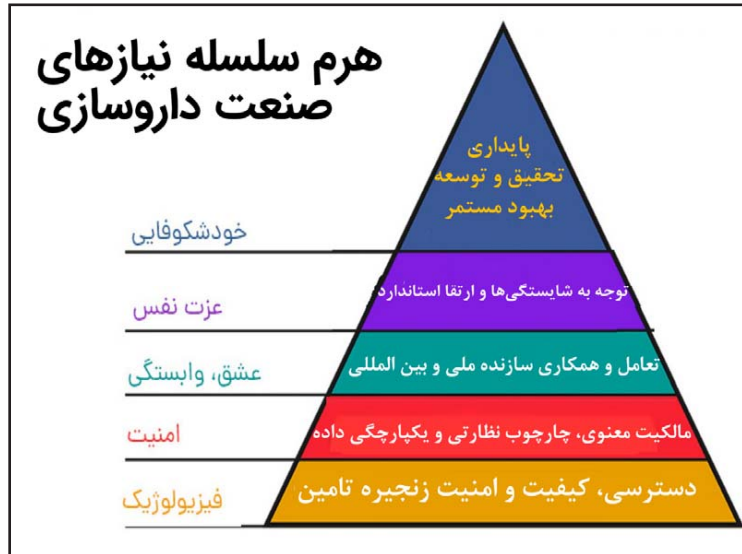 هرم سلسله نیازهای
صنعت داروسازی
پایداری
تحقیق و توسعه
بهبود مستمر
خودشکوفایی
توجه به شایستگی‌ها و ارتقا استاندارد
عزت نفس
تعامل و همکاری سازنده ملی و بین المللی
عشق، وابستگی
مالکیت معنوی، چارچوب نظارتی و یکپارچگی داده
امنیت
دسترسی، کیفیت و امنیت زنجیره تامین
فیزیولوژیک